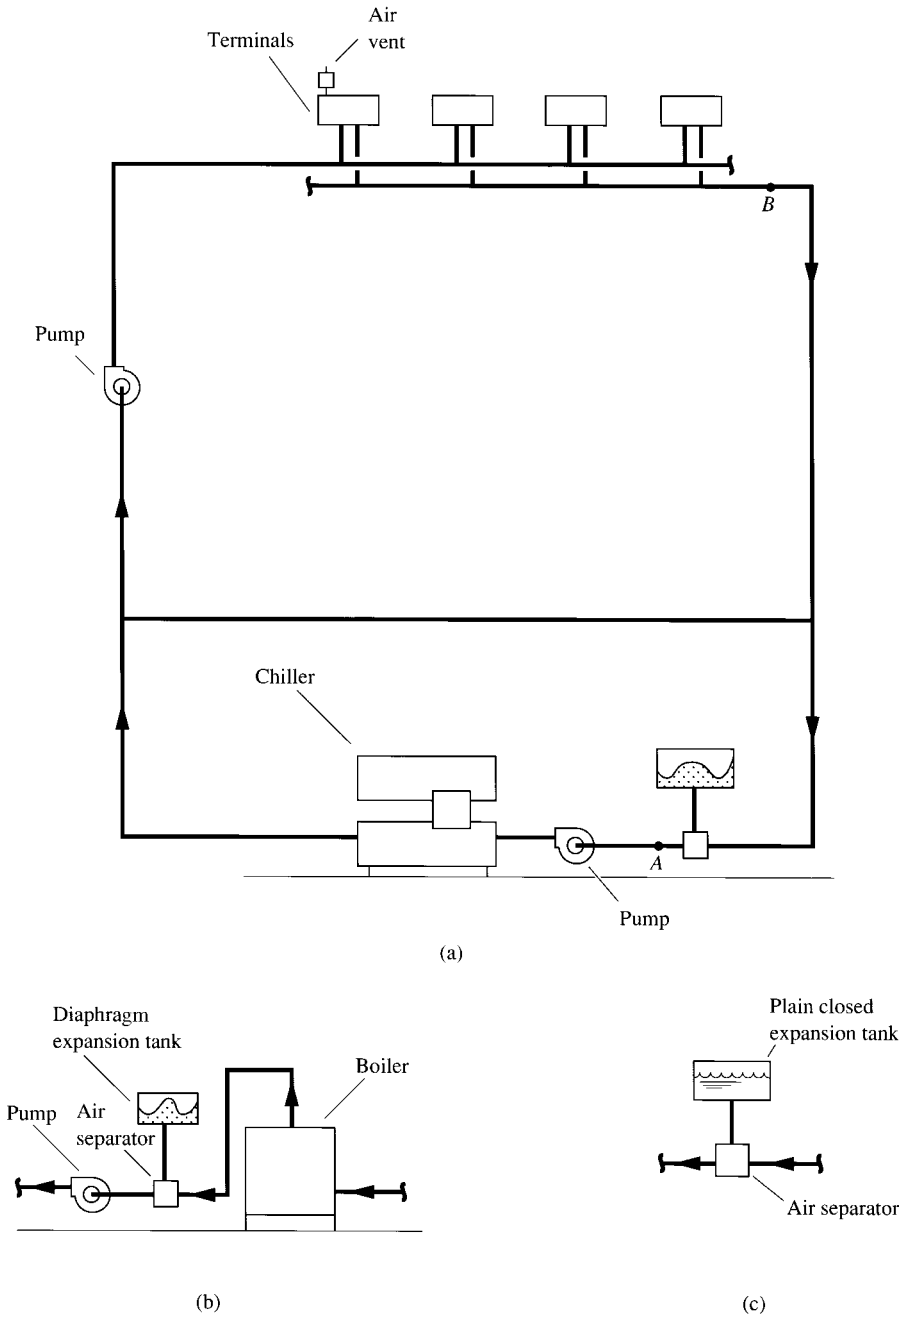 Air
vent
Terminals
B
Pump
Chiller
A
Pump
(a)
Diaphragm
expansion tank
Boiler
Pump
Air
separator
(b)
Plain closed
expansion tank
Air separator
(c)